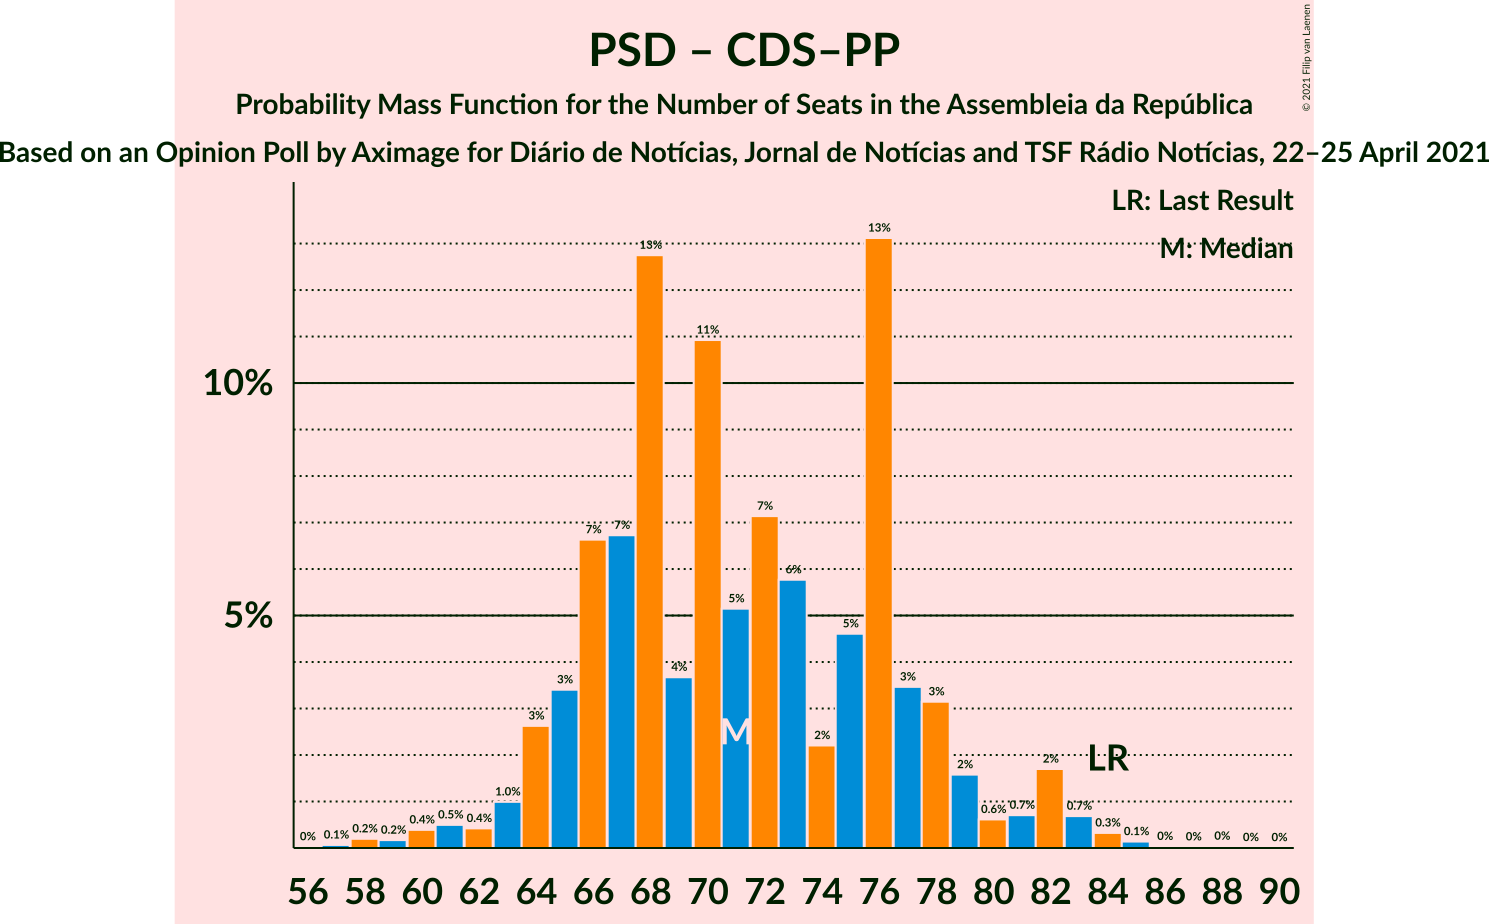 PSD – CDS–PP
Probability Mass Function for the Number of Seats in the Assembleia da República
Based on an Opinion Poll by Aximage for Diário de Notícias, Jornal de Notícias and TSF Rádio Notícias, 22–25 April 2021
© 2021 Filip van Laenen
LR: Last Result
M: Median
10%
5%
0% 0.1% 0.2% 0.2% 0.4% 0.5% 0.4% 1.0% 3% 3% 7% 7% 13% 4% 11% 5% 7% 6% 2% 5% 13% 3% 3% 2% 0.6% 0.7% 2% 0.7% 0.3% 0.1% 0% 0% 0% 0% 0%
M
LR
56 58 60 62 64 66 68 70 72 74 76 78 80 82 84 86 88 90